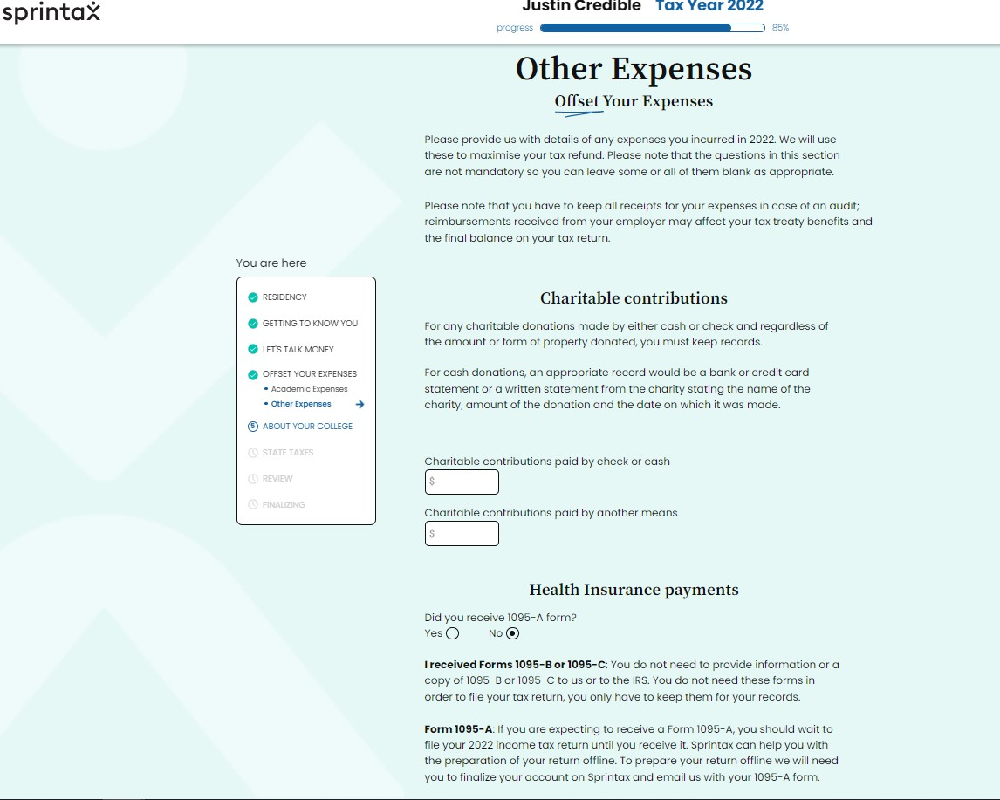 sprintax
Justin Credible Tax Year 2022
progress 85%
Other Expenses
Offset Your Expenses
Please provide us with details of any expenses you incurred in 2022. We will use
these to maximise your tax refund. Please note that the questions in this section
are not mandatory so you can leave some or all of them blank as appropriate.
Please note that you have to keep all receipts for your expenses in case of an audit;
reimbursements received from your employer may affect your tax treaty benefits and
the final balance on your tax return.
You are here
RESIDENCY
GETTING TO KNOW YOU
LET'S TALK MONEY
OFFSET YOUR EXPENSES
Academic Expenses
Other Expenses
5 ABOUT YOUR COLLEGE
STATE TAXES
REVIEW
FINALIZING
Charitable contributions
For any charitable donations made by either cash or check and regardless of
the amount or form of property donated, you must keep records.
For cash donations, an appropriate record would be a bank or credit card
statement or a written statement from the charity stating the name of the
charity, amount of the donation and the date on which it was made.
Charitable contributions paid by check or cash
$
Charitable contributions paid by another means
$
Health Insurance payments
Did you receive 1095-A form?
Yes No
I received Forms 1095-B or 1095-C: You do not need to provide information or a
copy of 1095-B or 1095-C to us or to the IRS. You do not need these forms in
order to file your tax return, you only have to keep them for your records.
Form 1095-A: If you are expecting to receive a Form 1095-A, you should wait to
file your 2022 income tax return until you receive it. Sprintax can help you with
the preparation of your return offline. To prepare your return offline we will need
you to finalize your account on Sprintax and email us with your 1095-A form.